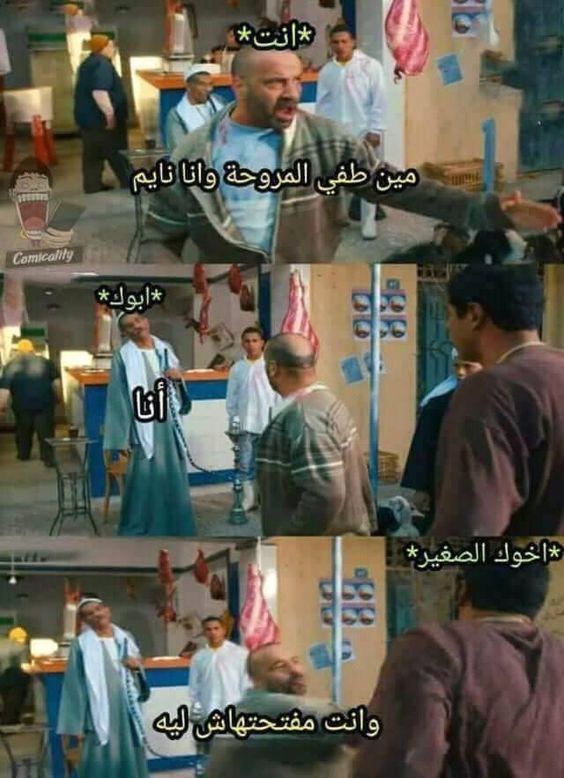 *انت*
مين طفي المروحة وانا نايم
Comicality
*ابوك*
أنا
*اخوك الصغير*
وانت مفتحتهاش ليه